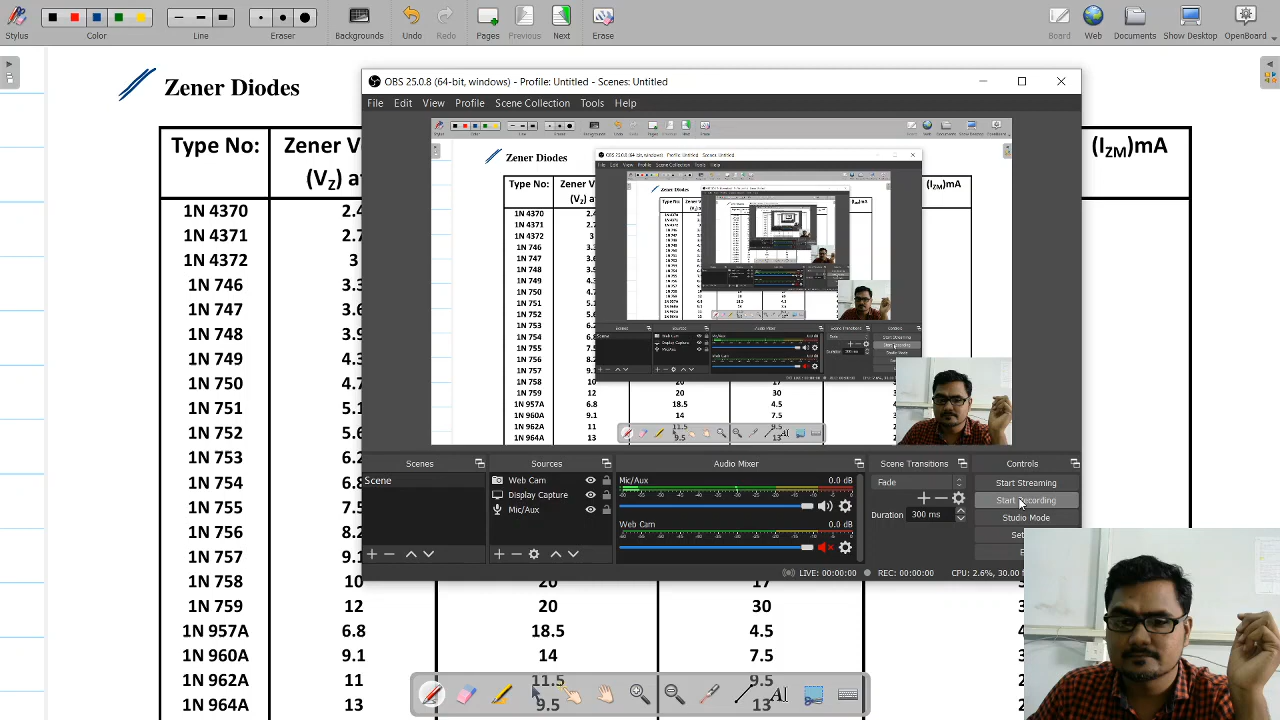 Stylus Color Line Eraser Backgrounds Undo Redo Pages Previous Next Erase Board Web Documents Show Desktop OpenBoard
Zener Diodes
OBS 25.0.8 (64-bit, windows) - Profile: Untitled - Scenes: Untitled
File Edit View Profile Scene Collection Tools Help
Type No: Zener V (IZM)mA
(VZ) at
1N 4370 2.4
1N 4371 2.7
1N 4372 3
1N 746 3.3
1N 747 3.6
1N 748 3.9
1N 749 4.3
1N 750 4.7
1N 751 5.1
1N 752 5.6
1N 753 6.2
1N 754 6.8
1N 755 7.5
1N 756 8.2
1N 757 9.1
1N 758 10 20 17
1N 759 12 20 30
1N 957A 6.8 18.5 4.5
1N 960A 9.1 14 7.5
1N 962A 11 11.5 9.5
1N 964A 13 9.5 13
Scenes Sources Audio Mixer Scene Transitions Controls
Scene
Web Cam
Display Capture
Mic/Aux
Mic/Aux 0.0 dB
Web Cam 0.0 dB
Fade
Duration 300 ms
Start Streaming
Start Recording
Studio Mode
LIVE: 00:00:00 REC: 00:00:00 CPU: 2.6%, 30.00